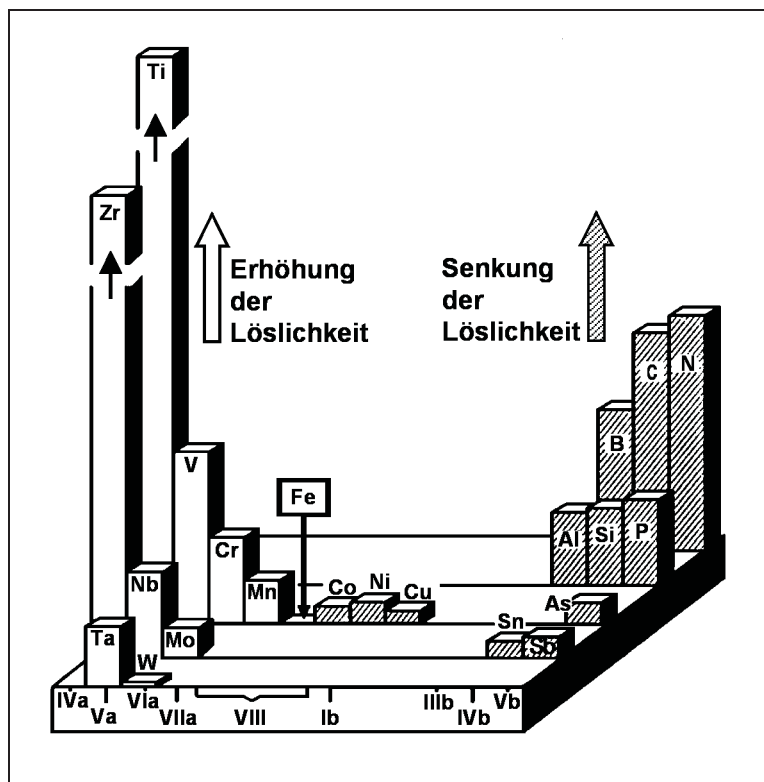 Ti
Zr
Erhöhung
der
Löslichkeit
Senkung
der
Löslichkeit
N
C
B
V
Fe
Al
Si
P
Cr
Nb
Mn
Co
Ni
Cu
As
Ta
Mo
Sn
Sb
W
IVa
Va
VIa
VIIa
VIII
Ib
IIIb
IVb
Vb